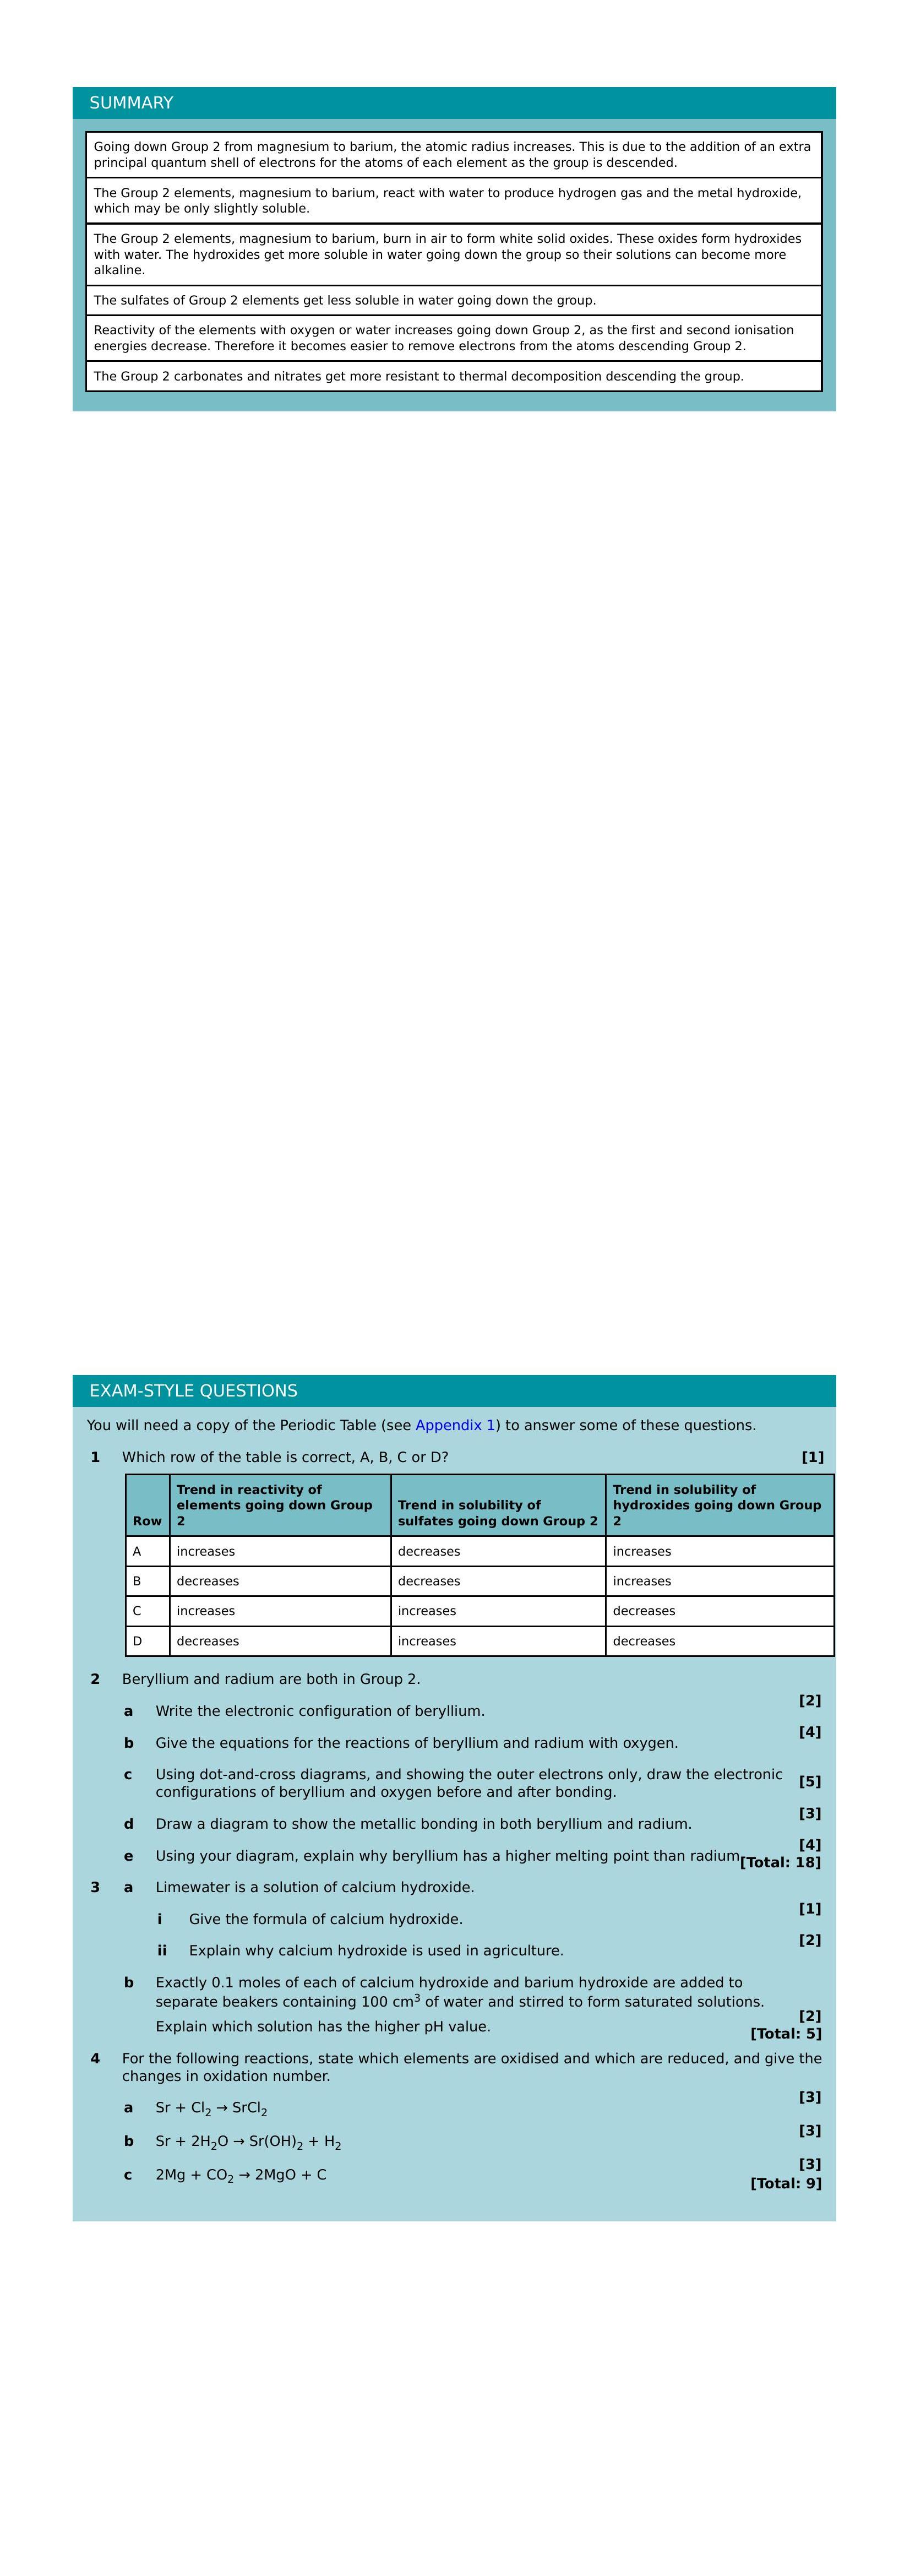 SUMMARY
Going down Group 2 from magnesium to barium, the atomic radius increases. This is due to the addition of an extra
principal quantum shell of electrons for the atoms of each element as the group is descended.
The Group 2 elements, magnesium to barium, react with water to produce hydrogen gas and the metal hydroxide,
which may be only slightly soluble.
The Group 2 elements, magnesium to barium, burn in air to form white solid oxides. These oxides form hydroxides
with water. The hydroxides get more soluble in water going down the group so their solutions can become more
alkaline.
The sulfates of Group 2 elements get less soluble in water going down the group.
Reactivity of the elements with oxygen or water increases going down Group 2, as the first and second ionisation
energies decrease. Therefore it becomes easier to remove electrons from the atoms descending Group 2.
The Group 2 carbonates and nitrates get more resistant to thermal decomposition descending the group.
EXAM-STYLE QUESTIONS
You will need a copy of the Periodic Table (see Appendix 1) to answer some of these questions.
1 Which row of the table is correct, A, B, C or D? [1]
Row
Trend in reactivity of
elements going down Group
2
Trend in solubility of
sulfates going down Group 2
Trend in solubility of
hydroxides going down Group
2
A increases decreases increases
B decreases decreases increases
C increases increases decreases
D decreases increases decreases
2 Beryllium and radium are both in Group 2.
a Write the electronic configuration of beryllium. [2]
b Give the equations for the reactions of beryllium and radium with oxygen. [4]
c Using dot-and-cross diagrams, and showing the outer electrons only, draw the electronic
configurations of beryllium and oxygen before and after bonding. [5]
d Draw a diagram to show the metallic bonding in both beryllium and radium. [3]
e Using your diagram, explain why beryllium has a higher melting point than radium [4]
[Total: 18]
3 a Limewater is a solution of calcium hydroxide.
i Give the formula of calcium hydroxide. [1]
ii Explain why calcium hydroxide is used in agriculture. [2]
b Exactly 0.1 moles of each of calcium hydroxide and barium hydroxide are added to
separate beakers containing 100 cm³ of water and stirred to form saturated solutions.
Explain which solution has the higher pH value. [2]
[Total: 5]
4 For the following reactions, state which elements are oxidised and which are reduced, and give the
changes in oxidation number.
a Sr + Cl₂ → SrCl₂ [3]
b Sr + 2H₂O → Sr(OH)₂ + H₂ [3]
c 2Mg + CO₂ → 2MgO + C [3]
[Total: 9]